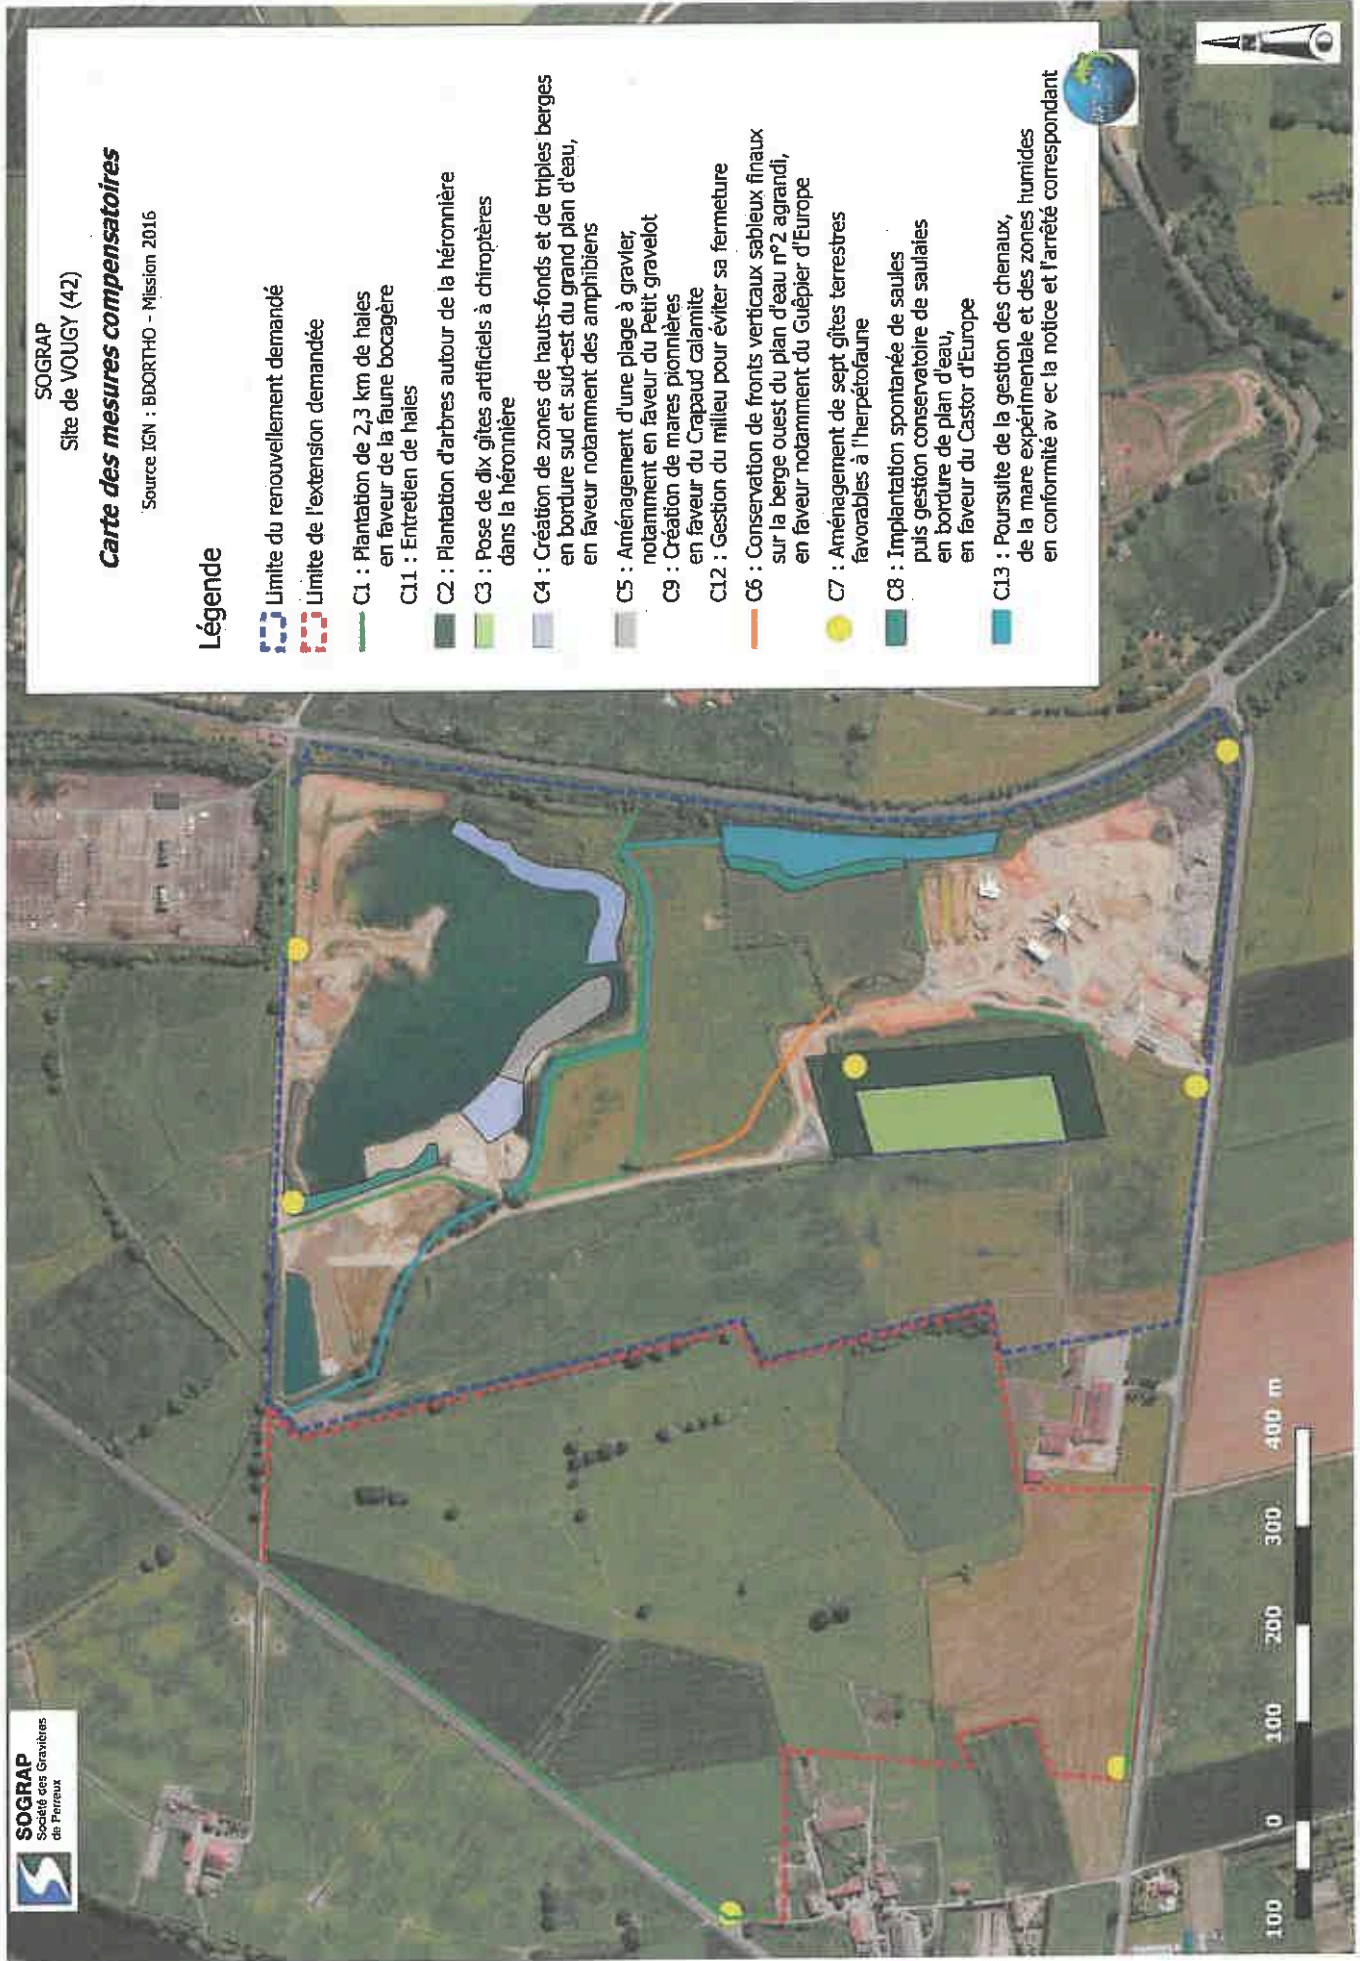 SOGRAP
Société des Gravières
de Perreux
SOGRAP
Site de VOUGY (42)
Carte des mesures compensatoires
Source IGN : BDORTHO - Mission 2016
Légende
Limite du renouvellement demandé
Limite de l'extension demandée
C1 : Plantation de 2,3 km de haies
en faveur de la faune bocagère
C11 : Entretien de haies
C2 : Plantation d'arbres autour de la héronnière
C3 : Pose de dix gîtes artificiels à chiroptères
dans la héronnière
C4 : Création de zones de hauts-fonds et de triples berges
en bordure sud et sud-est du grand plan d'eau,
en faveur notamment des amphibiens
C5 : Aménagement d'une plage à gravier,
notamment en faveur du Petit gravelot
C9 : Création de mares pionnières
en faveur du Crapaud calamite
C12 : Gestion du milieu pour éviter sa fermeture
C6 : Conservation de fronts verticaux sableux finaux
sur la berge ouest du plan d'eau n°2 agrandi,
en faveur notamment du Guêpier d'Europe
C7 : Aménagement de sept gîtes terrestres
favorables à l'herpétofaune
C8 : Implantation spontanée de saules
puis gestion conservatoire de saulaies
en bordure de plan d'eau,
en faveur du Castor d'Europe
C13 : Poursuite de la gestion des chenaux,
de la mare expérimentale et des zones humides
en conformité av ec la notice et l'arrêté correspondant
N
100 0 100 200 300 400 m